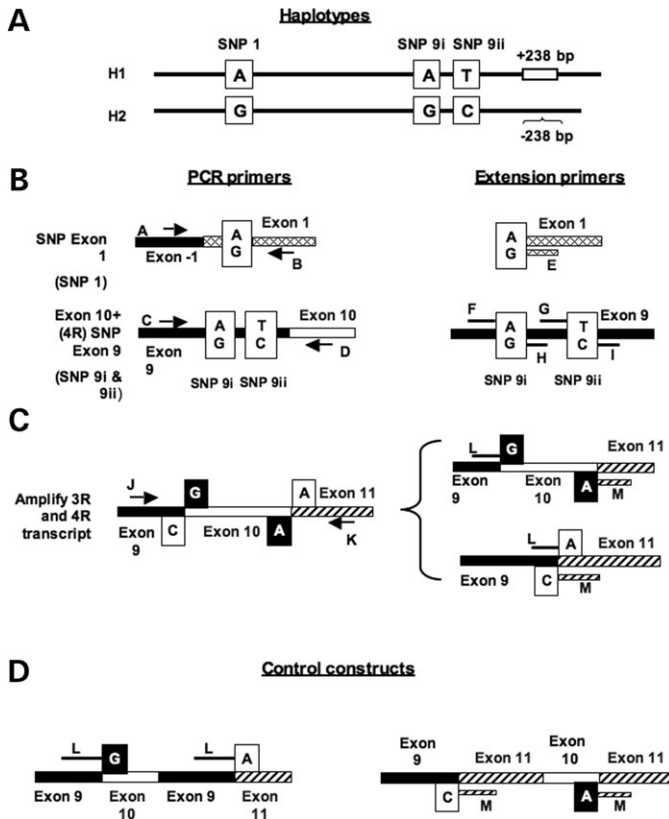 A
Haplotypes
SNP 1
SNP 9i
SNP 9ii
+238 bp
H1
A
A
T
H2
G
G
C
-238 bp
B
PCR primers
Extension primers
SNP Exon
1
(SNP 1)
A
Exon -1
A
G
Exon 1
B
A
G
Exon 1
E
Exon 10+
(4R) SNP
Exon 9
(SNP 9i &
9ii)
C
Exon
9
A
G
T
C
Exon 10
D
SNP 9i
SNP 9ii
F
G
Exon 9
A
G
T
C
H
I
SNP 9i
SNP 9ii
C
Amplify 3R
and 4R
transcript
J
G
A
Exon 11
Exon
9
C
Exon 10
A
K
L
G
Exon 11
Exon
9
Exon
10
A
M
L
A
Exon 11
Exon 9
C
M
D
Control constructs
L
G
L
A
Exon 9
Exon
10
Exon 9
Exon
11
Exon
9
Exon 11
Exon
10
Exon 11
C
M
A
M